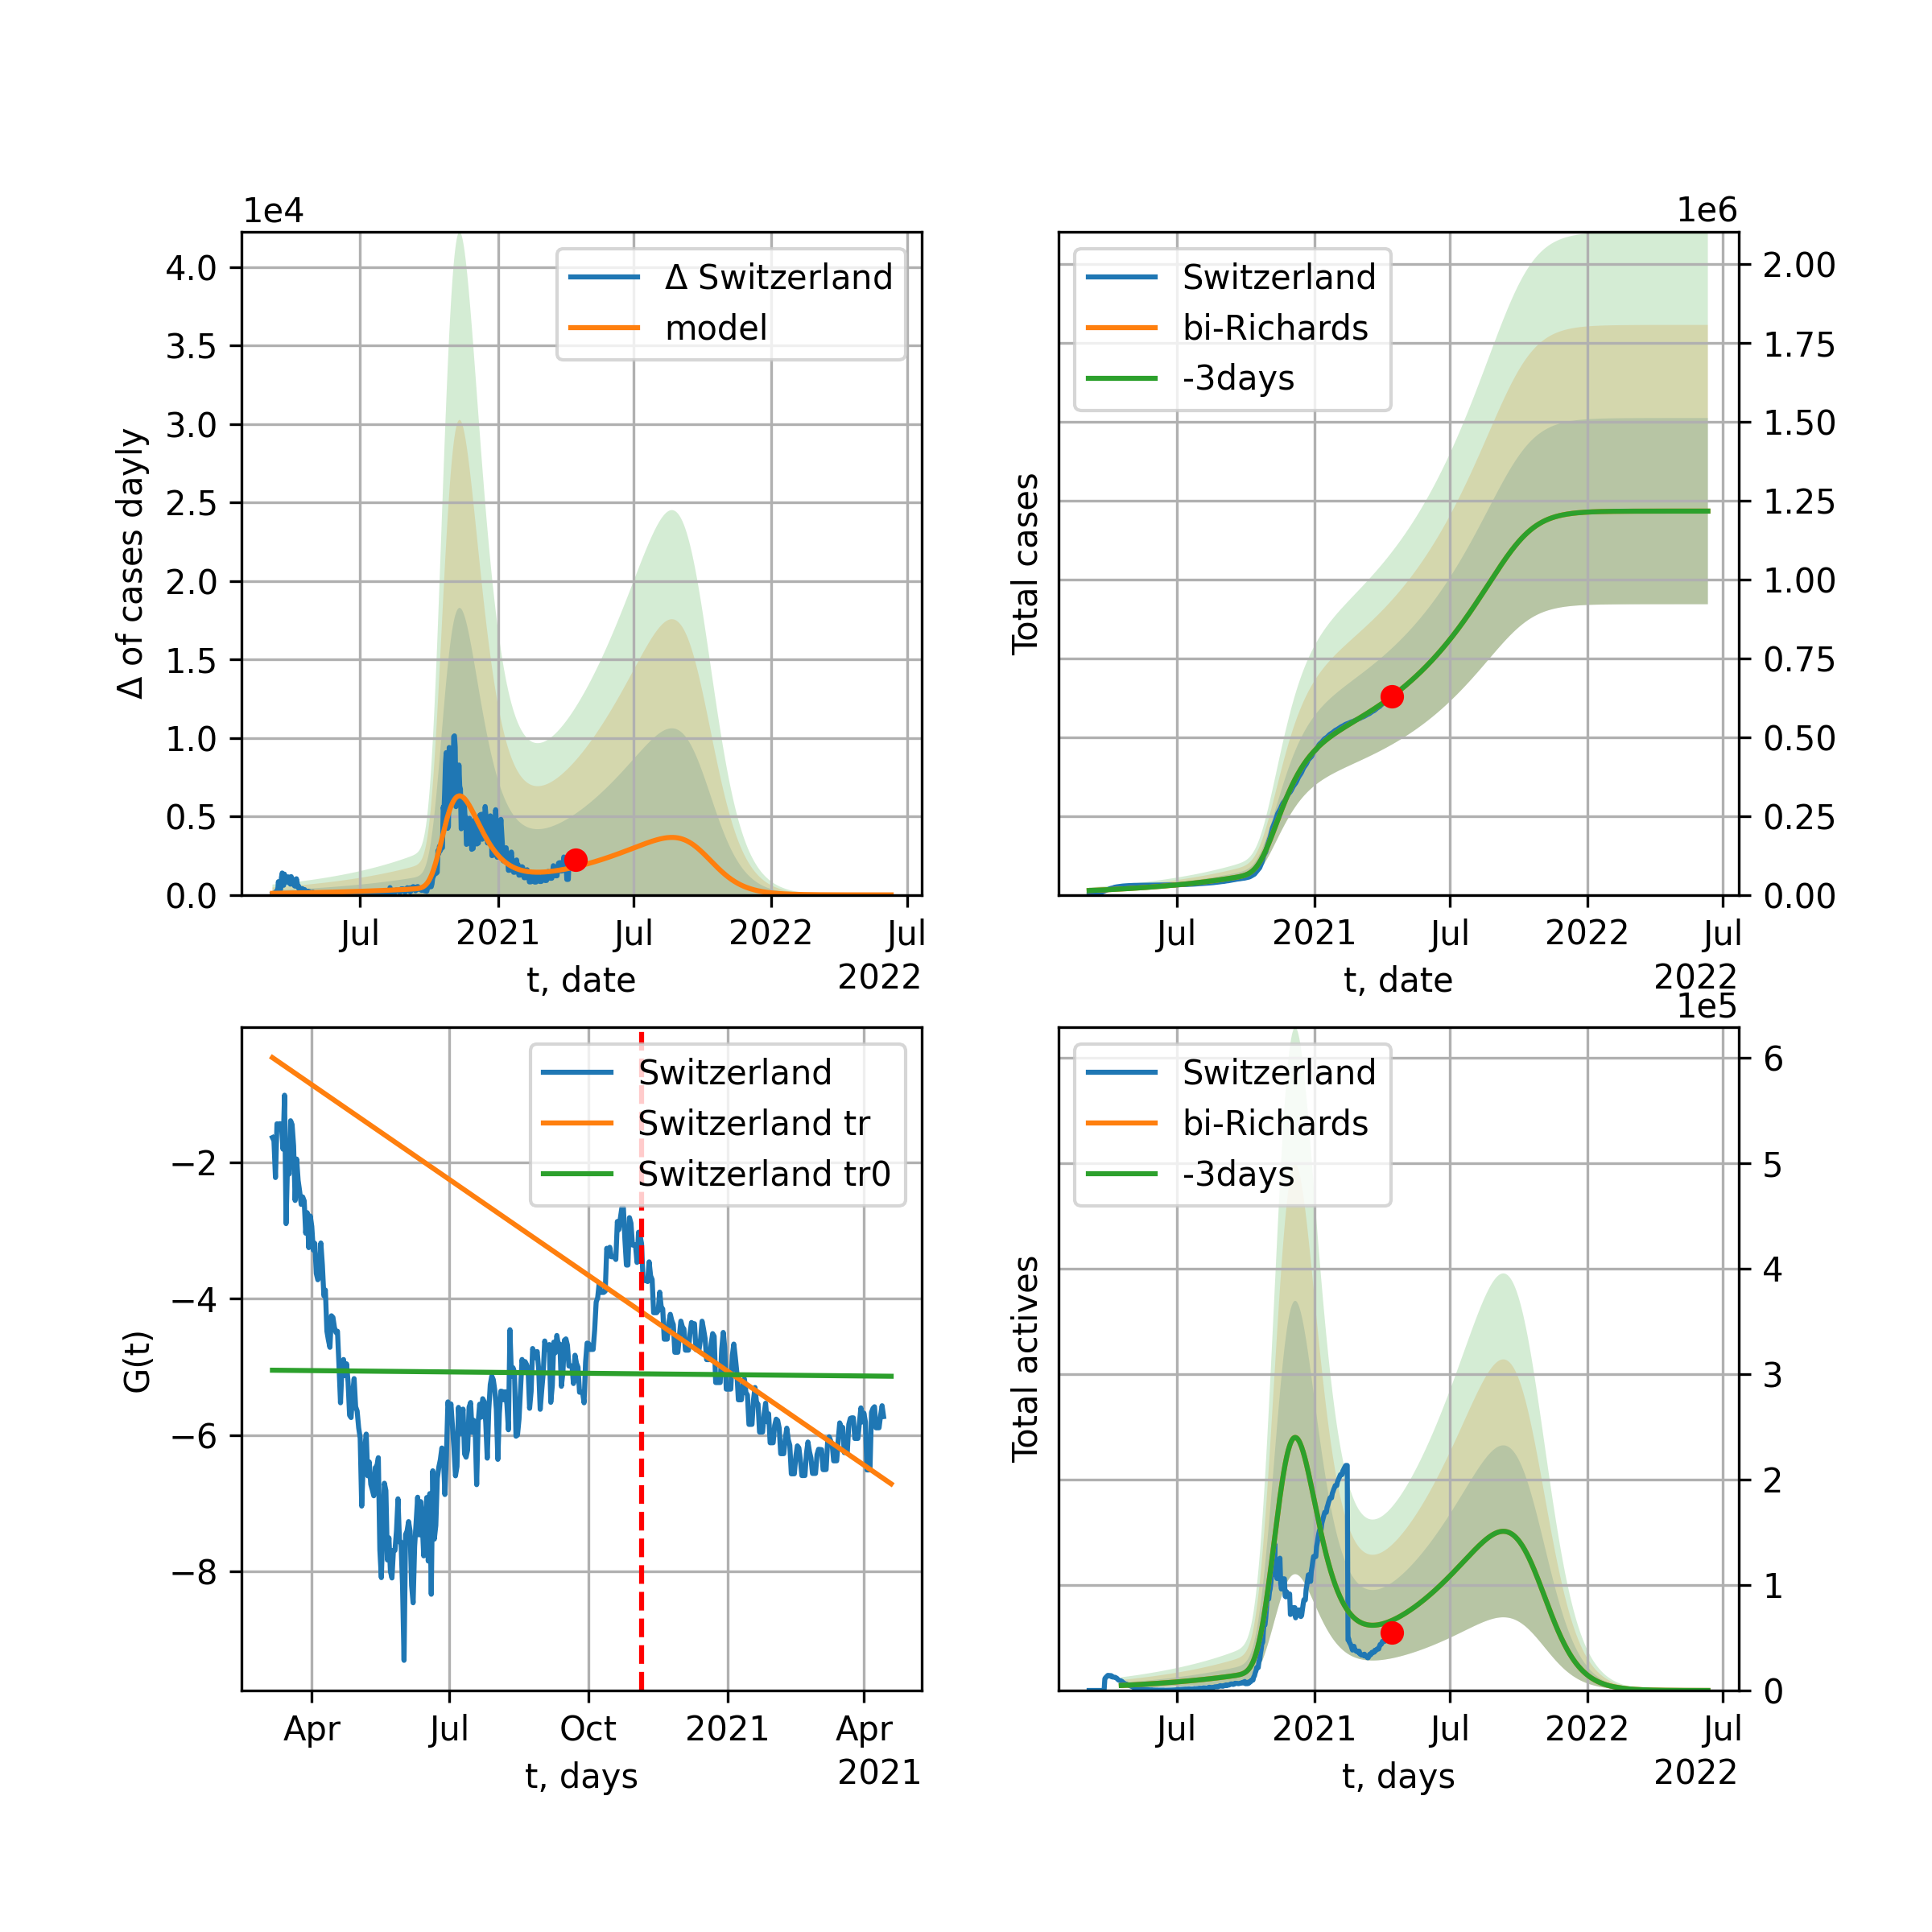 1e4
4.0
3.5
3.0
2.5
2.0
1.5
1.0
0.5
0.0
Δ of cases dayly
Δ Switzerland
model
Jul 2021 Jul 2022 Jul
2022
t, date
1e6
2.00
1.75
1.50
1.25
1.00
0.75
0.50
0.25
0.00
Total cases
Switzerland
bi-Richards
-3days
Jul 2021 Jul 2022 Jul
2022
t, date
−2
−4
−6
−8
G(t)
Switzerland
Switzerland tr
Switzerland tr0
Apr Jul Oct 2021 Apr
2021
t, days
1e5
6
5
4
3
2
1
0
Total actives
Switzerland
bi-Richards
-3days
Jul 2021 Jul 2022 Jul
2022
t, days